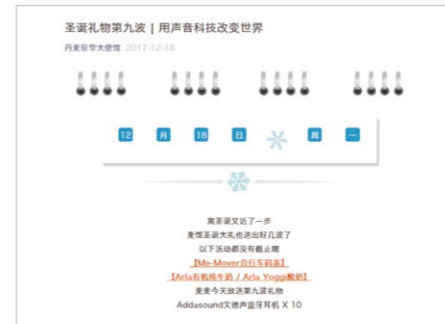 圣诞礼物第九波 | 用声音科技改变世界
丹麦驻华大使馆 2017-12-18
12 月 18 日 周 一
离圣诞又近了一步
麦馆圣诞大礼也送出好几波了
以下活动都没有截止哦
【Me-Mover自行车码表】
【Arla有机纯牛奶 / Arla Yoggi酸奶】
麦麦今天放送第九波礼物
Addasound艾德声蓝牙耳机 X 10